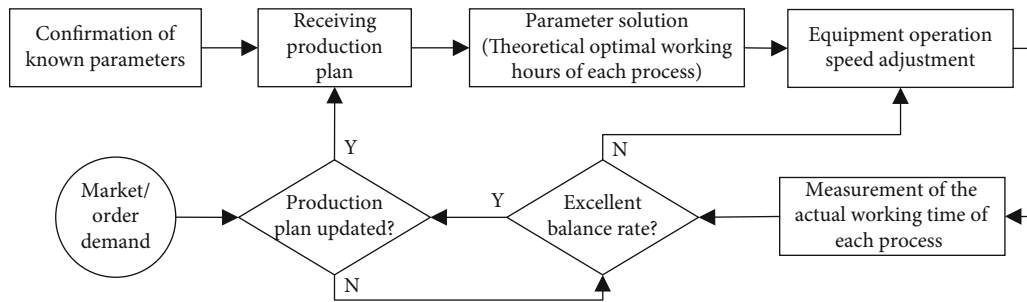 Confirmation of
known parameters
Receiving
production
plan
Parameter solution
(Theoretical optimal working
hours of each process)
Equipment operation
speed adjustment
Y
N
Market/
order
demand
Production
plan updated?
Y
Excellent
balance rate?
Measurement of the
actual working time of
each process
N